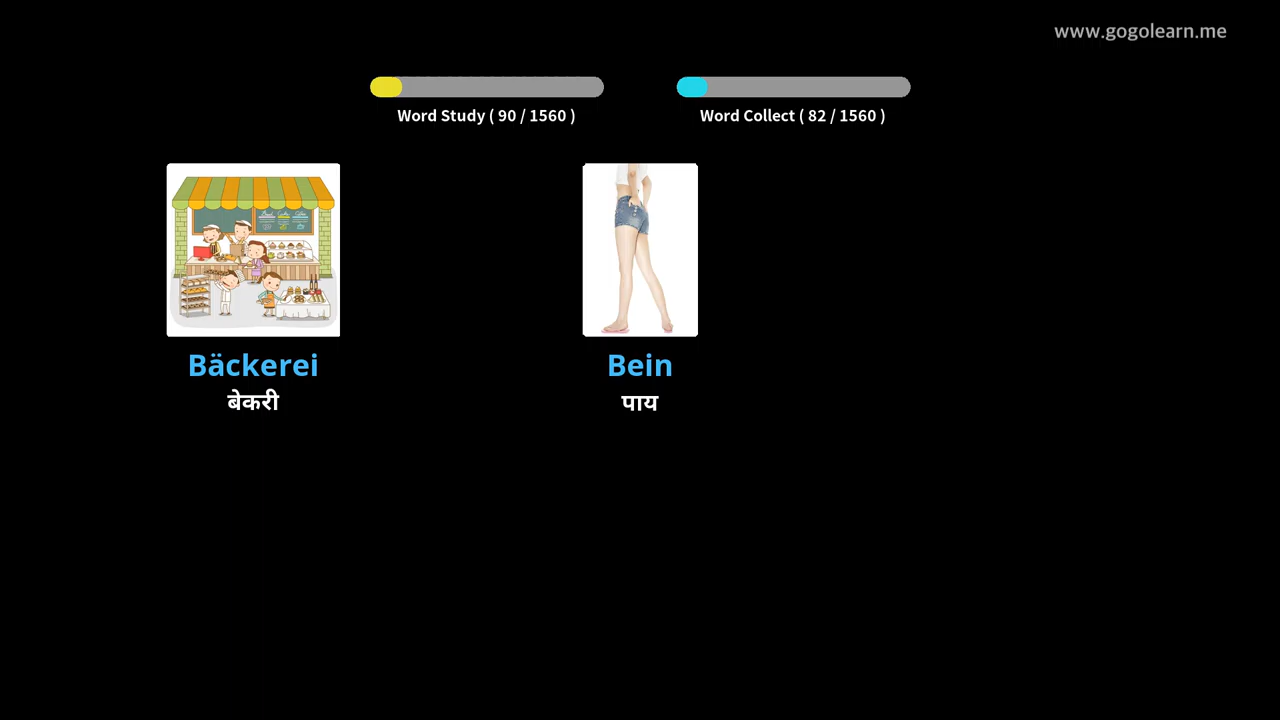 www.gogolearn.me
Word Study ( 90 / 1560 )
Word Collect ( 82 / 1560 )
Bäckerei
बेकरी
Bein
पाय